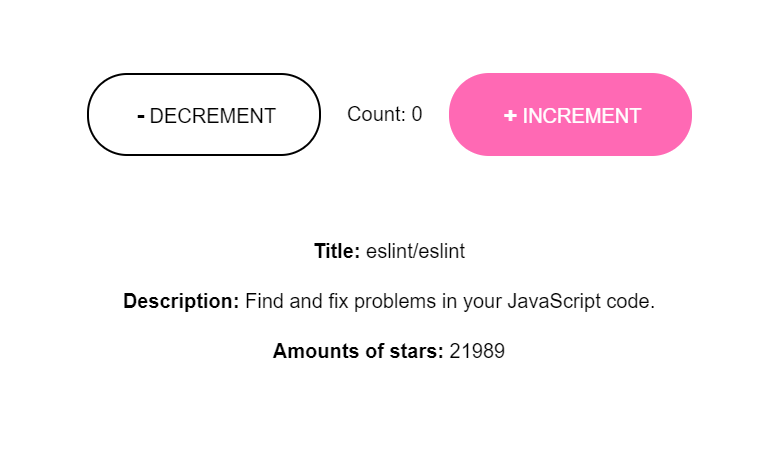 - DECREMENT Count: 0 + INCREMENT
Title: eslint/eslint
Description: Find and fix problems in your JavaScript code.
Amounts of stars: 21989